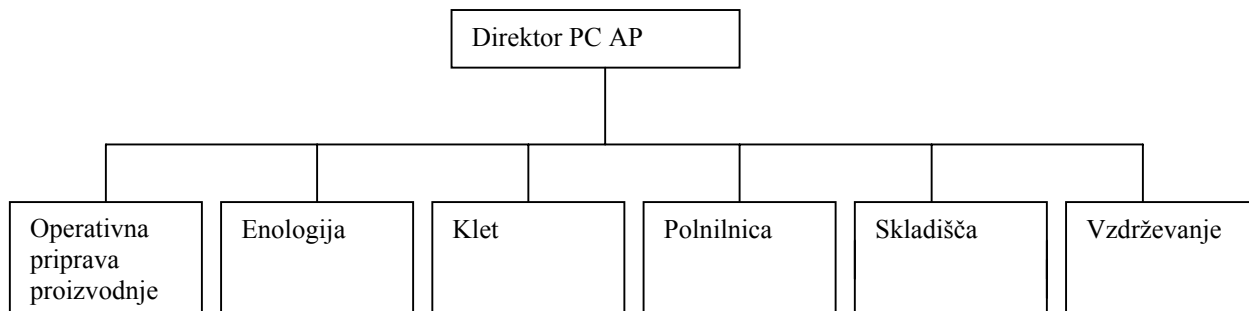 Direktor PC AP
Operativna
priprava
proizvodnje
Enologija
Klet
Polnilnica
Skladišča
Vzdrževanje